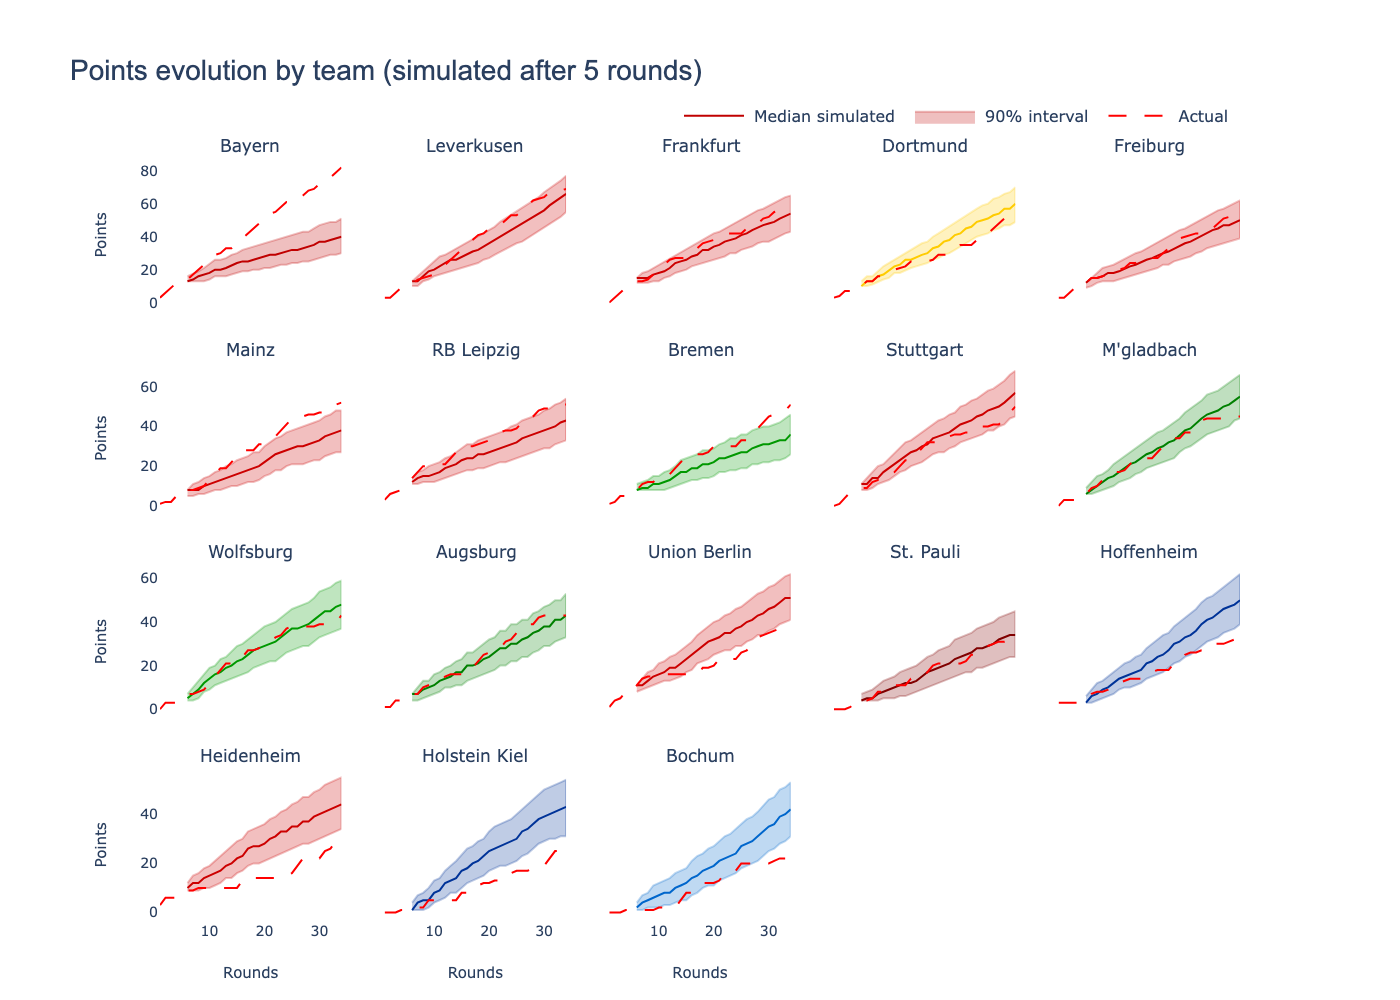 Points evolution by team (simulated after 5 rounds)
Median simulated 90% interval Actual
Bayern Leverkusen Frankfurt Dortmund Freiburg
80
60
40
20
0
Points
Mainz RB Leipzig Bremen Stuttgart M'gladbach
60
40
20
0
Points
Wolfsburg Augsburg Union Berlin St. Pauli Hoffenheim
60
40
20
0
Points
Heidenheim Holstein Kiel Bochum
40
20
0
Points
10 20 30 10 20 30 10 20 30
Rounds Rounds Rounds